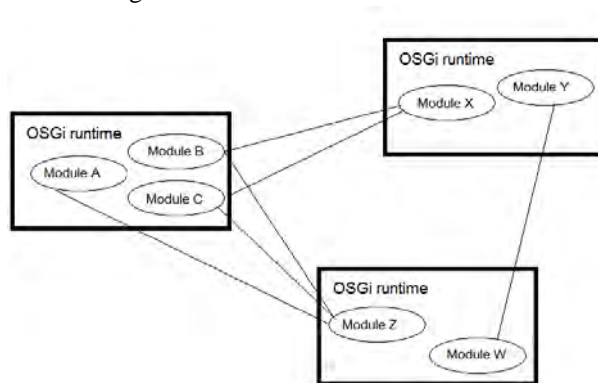 OSGi runtime
Module Y
Module X
OSGi runtime
Module B
Module A
Module C
OSGi runtime
Module Z
Module W